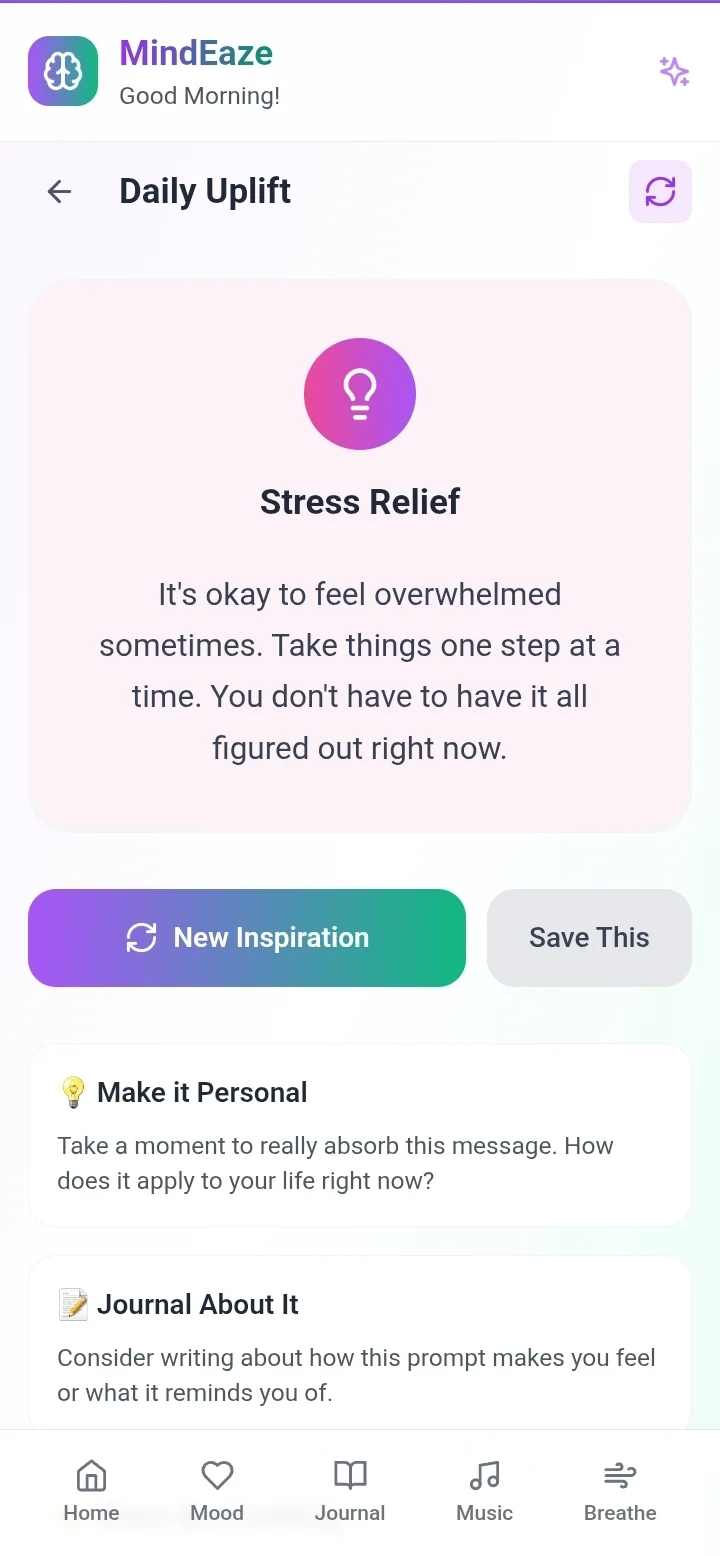 MindEaze
Good Morning!
Daily Uplift
Stress Relief
It's okay to feel overwhelmed
sometimes. Take things one step at a
time. You don't have to have it all
figured out right now.
New Inspiration
Save This
Make it Personal
Take a moment to really absorb this message. How
does it apply to your life right now?
Journal About It
Consider writing about how this prompt makes you feel
or what it reminds you of.
Home
Mood
Journal
Music
Breathe